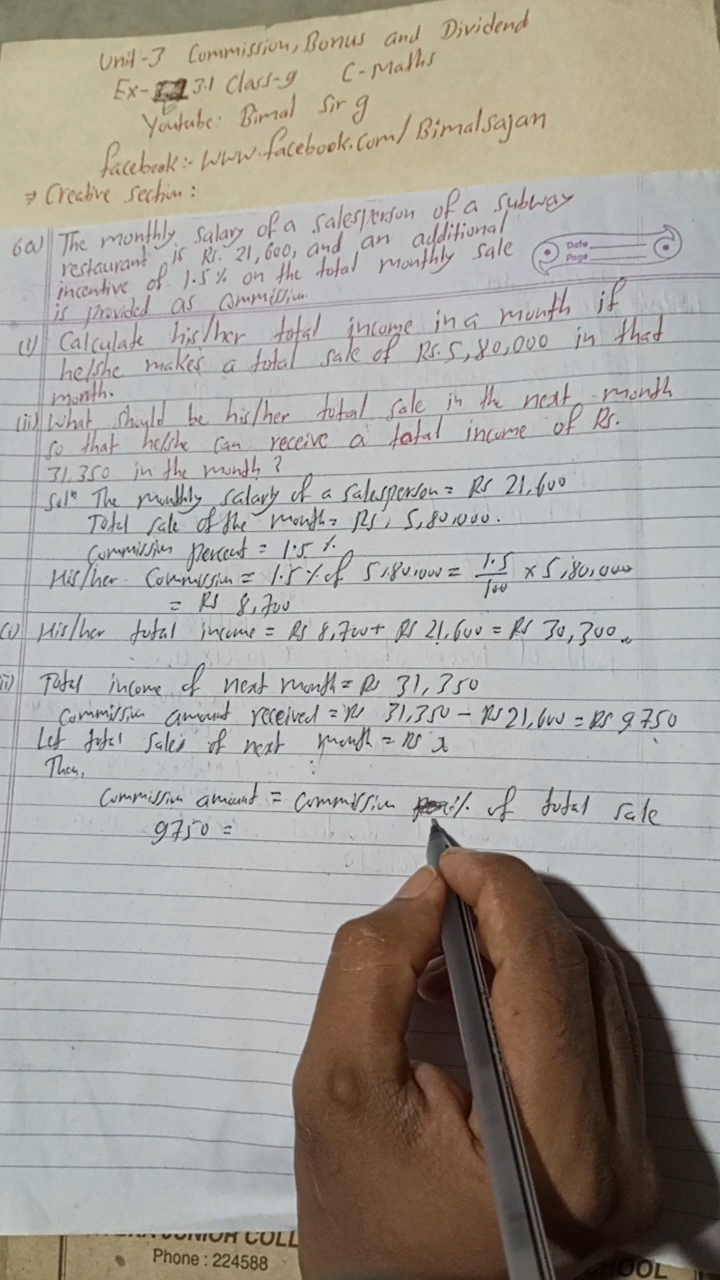 Unit-3 Commission, Bonus and Dividend
Ex- 3.1 Class-9 C-Maths
Youtube: Bimal Sir g
facebook:- www.facebook.com/Bimalsajan
⇒ Creative section:
6a) The monthly salary of a salesperson of a subway
restaurant is Rs. 21,600, and an additional
incentive of 1.5% on the total monthly sale
is provided as commission.
Date
Page
(i) Calculate his/her total income in a month if
he/she makes a total sale of Rs. 5,80,000 in that
month.
(ii) What should be his/her total sale in the next month
so that he/she can receive a total income of Rs.
31,350 in the month?
Solⁿ The monthly salary of a salesperson = Rs 21,600
Total sale of the month = Rs, 5,80,000.
Commission percent = 1.5 %
His/her Commission = 1.5 % of 5,80,000 = 1.5/100 x 5,80,000
= Rs 8,700
(i) His/her total income = Rs 8,700+ Rs 21,600 = Rs 30,300
ii) Total income of next month = Rs 31,350
Commission amount received = Rs 31,350 - Rs 21,600 = Rs 9750
Let total sales of next month = Rs x
Then,
Commission amount = Commission % of total sale
9750 =
JUNIOR COLL
Phone : 224588
OOL